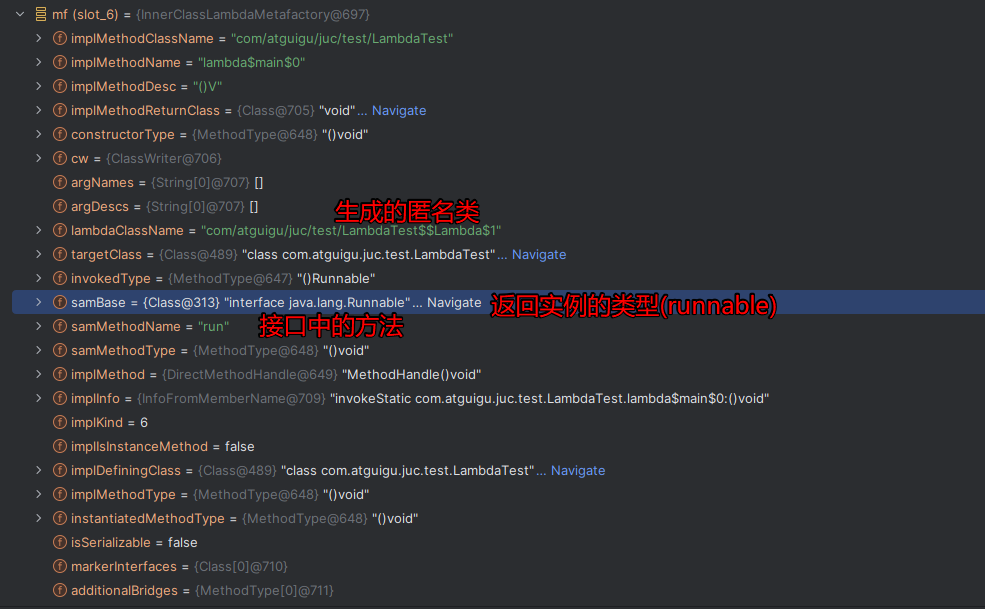 mf (slot_6) = {InnerClassLambdaMetafactory@697}
implMethodClassName = "com/atguigu/juc/test/LambdaTest"
implMethodName = "lambda$main$0"
implMethodDesc = "()V"
implMethodReturnClass = {Class@705} "void"... Navigate
constructorType = {MethodType@648} "()void"
cw = {ClassWriter@706}
argNames = {String[0]@707} []
argDescs = {String[0]@707} []
生成的匿名类
lambdaClassName = "com/atguigu/juc/test/LambdaTest$$Lambda$1"
targetClass = {Class@489} "class com.atguigu.juc.test.LambdaTest"... Navigate
invokedType = {MethodType@647} "()Runnable"
samBase = {Class@313} "interface java.lang.Runnable"... Navigate 返回实例的类型(runnable)
samMethodName = "run" 接口中的方法
samMethodType = {MethodType@648} "()void"
implMethod = {DirectMethodHandle@649} "MethodHandle()void"
implInfo = {InfoFromMemberName@709} "invokeStatic com.atguigu.juc.test.LambdaTest.lambda$main$0:()void"
implKind = 6
implIsInstanceMethod = false
implDefiningClass = {Class@489} "class com.atguigu.juc.test.LambdaTest"... Navigate
implMethodType = {MethodType@648} "()void"
instantiatedMethodType = {MethodType@648} "()void"
isSerializable = false
markerInterfaces = {Class[0]@710}
additionalBridges = {MethodType[0]@711}